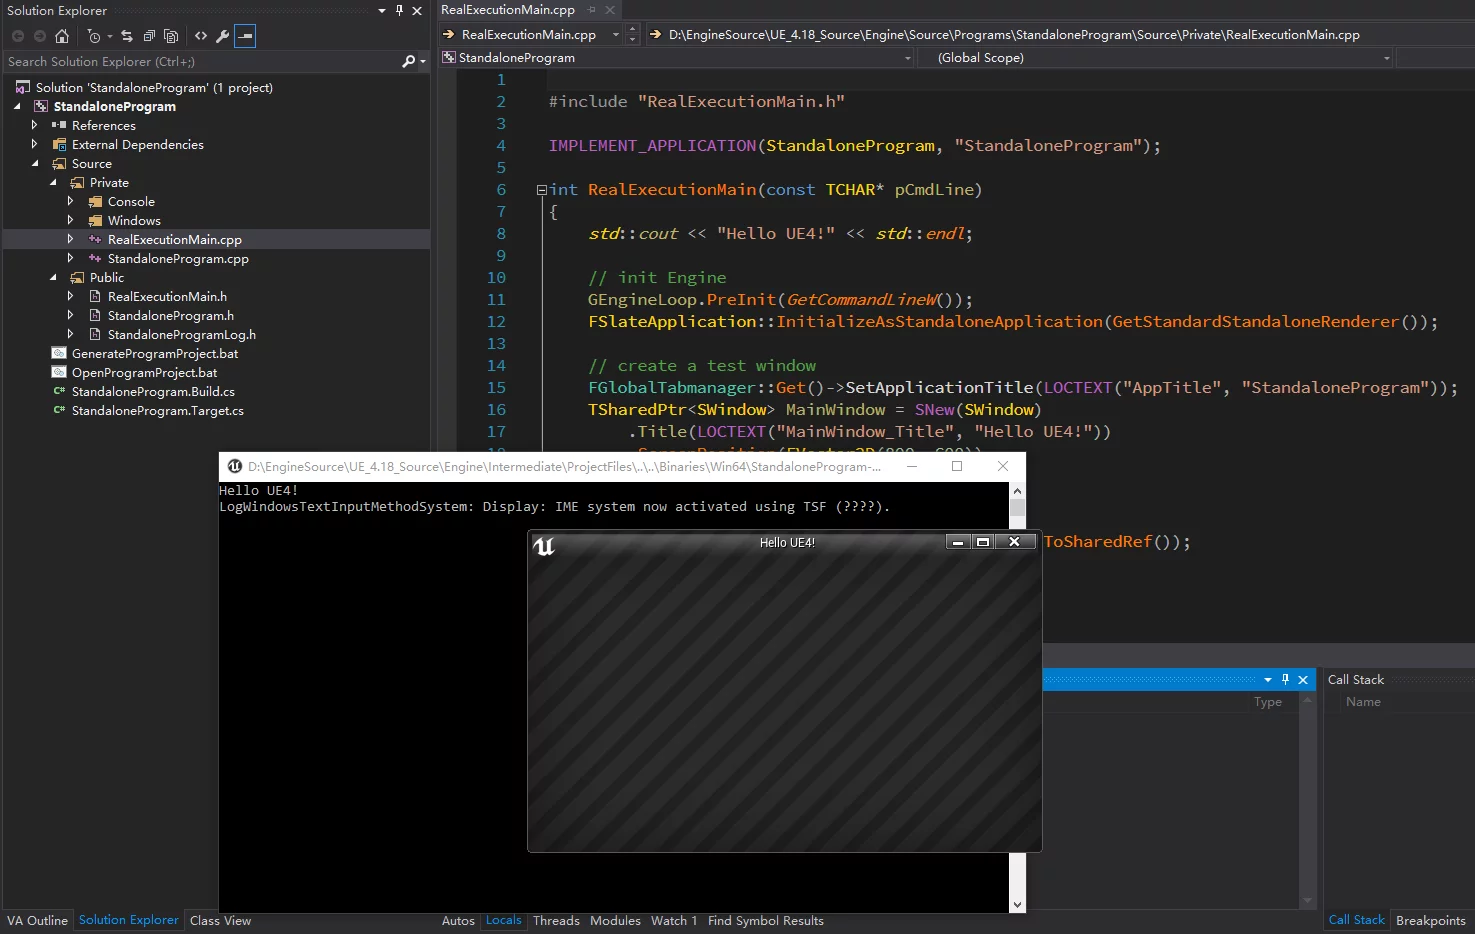 Solution Explorer
Search Solution Explorer (Ctrl+;)
Solution 'StandaloneProgram' (1 project)
StandaloneProgram
References
External Dependencies
Source
Private
Console
Windows
RealExecutionMain.cpp
StandaloneProgram.cpp
Public
RealExecutionMain.h
StandaloneProgram.h
StandaloneProgramLog.h
GenerateProgramProject.bat
OpenProgramProject.bat
StandaloneProgram.Build.cs
StandaloneProgram.Target.cs
VA Outline Solution Explorer Class View
RealExecutionMain.cpp
RealExecutionMain.cpp D:\EngineSource\UE_4.18_Source\Engine\Source\Programs\StandaloneProgram\Source\Private\RealExecutionMain.cpp
StandaloneProgram (Global Scope)
1
2 #include "RealExecutionMain.h"
3
4 IMPLEMENT_APPLICATION(StandaloneProgram, "StandaloneProgram");
5
6 int RealExecutionMain(const TCHAR* pCmdLine)
7 {
8 std::cout << "Hello UE4!" << std::endl;
9
10 // init Engine
11 GEngineLoop.PreInit(GetCommandLineW());
12 FSlateApplication::InitializeAsStandaloneApplication(GetStandardStandaloneRenderer());
13
14 // create a test window
15 FGlobalTabmanager::Get()->SetApplicationTitle(LOCTEXT("AppTitle", "StandaloneProgram"));
16 TSharedPtr<SWindow> MainWindow = SNew(SWindow)
17 .Title(LOCTEXT("MainWindow_Title", "Hello UE4!"))
18 .ScreenPosition(FVector2D(800, 600))
ToSharedRef());
D:\EngineSource\UE_4.18_Source\Engine\Intermediate\ProjectFiles\..\..\Binaries\Win64\StandaloneProgram-...
Hello UE4!
LogWindowsTextInputMethodSystem: Display: IME system now activated using TSF (????).
Hello UE4!
Type
Call Stack
Name
Autos Locals Threads Modules Watch 1 Find Symbol Results
Call Stack Breakpoints